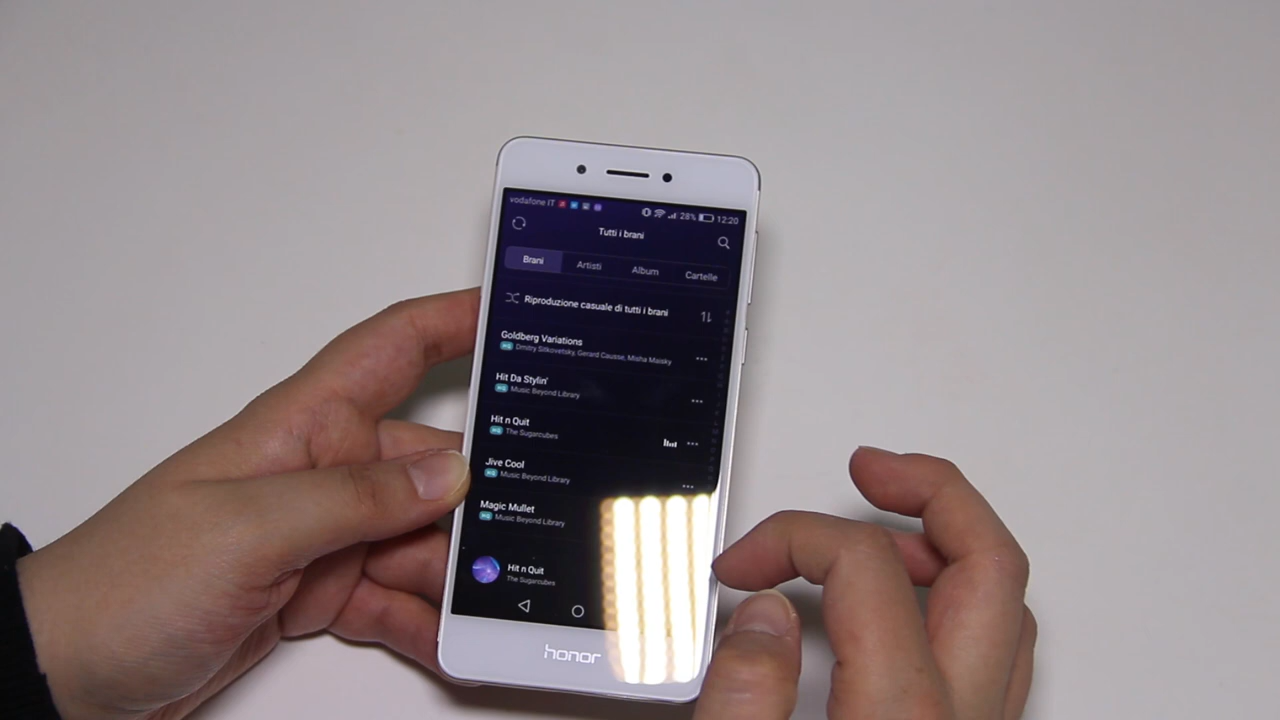 vodafone IT 28% 12:20
Tutti i brani
Brani Artisti Album Cartelle
Riproduzione casuale di tutti i brani
Goldberg Variations
HQ Dmitry Sitkovetsky, Gerard Causse, Misha Maisky
Hit Da Stylin'
HQ Music Beyond Library
Hit n Quit
HQ The Sugarcubes
Jive Cool
HQ Music Beyond Library
Magic Mullet
HQ Music Beyond Library
Hit n Quit
The Sugarcubes
honor